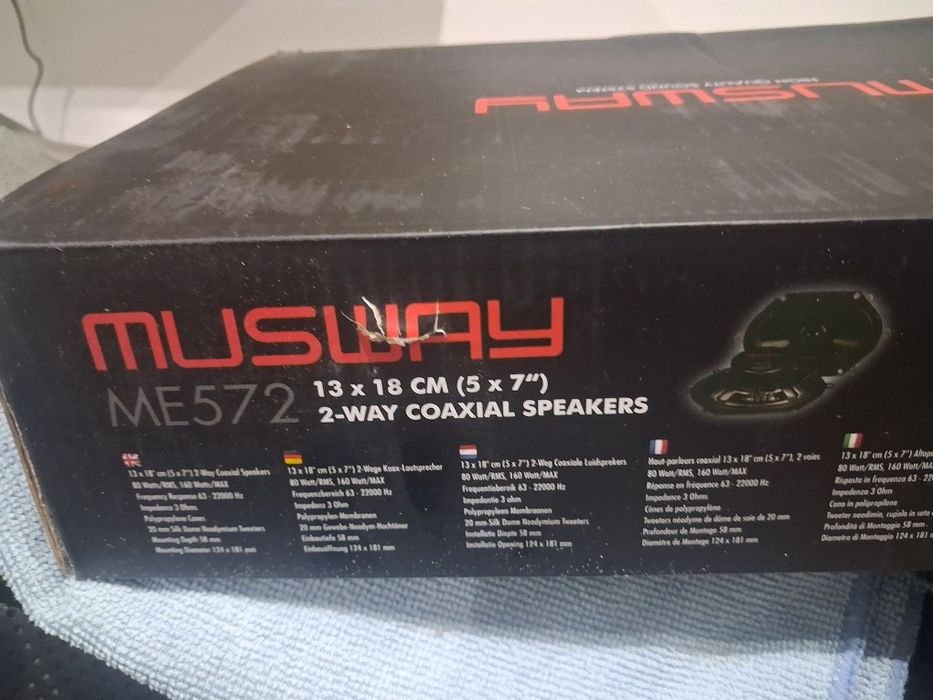 MUSWAY
HIGH QUALITY SOUND SYSTEM
MUSWAY
ME572
13 x 18 CM (5 x 7“)
2-WAY COAXIAL SPEAKERS
13 x 18" cm (5 x 7") 2-Way Coaxial Speakers
80 Watt/RMS, 160 Watt/MAX
Frequency Response 63 - 22000 Hz
Impedance 3 Ohm
Polypropylene Cones
20 mm Silk Dome Neodymium Tweeters
Mounting Depth 58 mm
Mounting Diameter 124 x 181 mm
13 x 18" cm (5 x 7") 2-Wege Koax-Lautsprecher
80 Watt/RMS, 160 Watt/MAX
Frequenzbereich 63 - 22000 Hz
Impedanz 3 Ohm
Polypropylen-Membranen
20 mm Gewebe-Neodym-Hochtöner
Einbautiefe 58 mm
Einbauöffnung 124 x 181 mm
13 x 18" cm (5 x 7") 2-Weg Coaxiale Luidsprekers
80 Watt/RMS, 160 Watt/MAX
Frequentiebereik 63 - 22000 Hz
Impedantie 3 ohm
Polypropylen-Membranen
20 mm Silk Dome Neodymium Tweeters
Installatie Diepte 58 mm
Installatie Opening 124 x 181 mm
Haut-parleurs coaxial 13 x 18" cm (5 x 7"), 2 voies
80 Watt/RMS, 160 Watt/MAX
Réponse en fréquence 63 - 22000 Hz
Impedance 3 Ohms
Cônes de polypropylène
Tweeters néodyme de dôme de soie de 20 mm
Profondeur de Montage 58 mm
Diamètre de Montage 124 x 181 mm
13 x 18" cm (5 x 7")
80 Watt/RMS, 160
Risposta in frequenza 63 -
Impedenza 3 Ohm
Cono in polipropilene
Tweeter neodimio, cupola in seta
Profondità di Montaggio 58 mm
Diametro di Montaggio 124 x 181